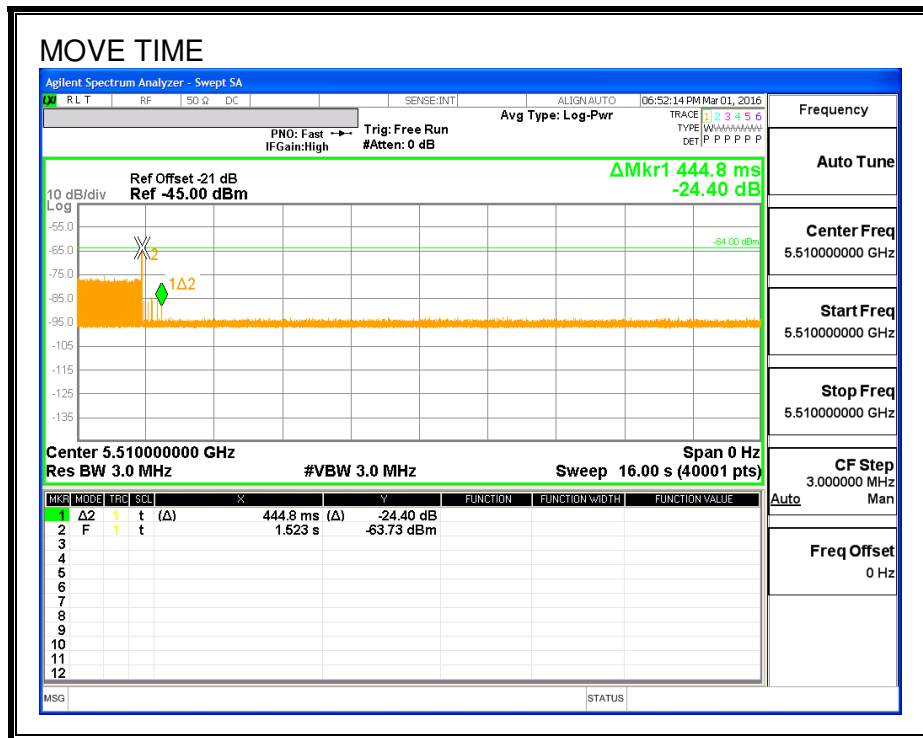 MOVE TIME
Agilent Spectrum Analyzer - Swept SA
LXI RLT RF 50 Ω DC SENSE:INT ALIGN AUTO 06:52:14 PM Mar 01, 2016
Avg Type: Log-Pwr TRACE 1 2 3 4 5 6
PNO: Fast Trig: Free Run TYPE WWWWWW
IFGain:High #Atten: 0 dB DET P P P P P P
ΔMkr1 444.8 ms
-24.40 dB
Ref Offset -21 dB
10 dB/div Ref -45.00 dBm
Log
-55.0
-65.0
-75.0
-85.0
-95.0
-105
-115
-125
-135
-64.00 dBm
2
1Δ2
Center 5.510000000 GHz Span 0 Hz
Res BW 3.0 MHz #VBW 3.0 MHz Sweep 16.00 s (40001 pts)
MKR MODE TRC SCL X Y FUNCTION FUNCTION WIDTH FUNCTION VALUE
1 Δ2 1 t (Δ) 444.8 ms (Δ) -24.40 dB
2 F 1 t 1.523 s -63.73 dBm
3
4
5
6
7
8
9
10
11
12
MSG STATUS
Frequency
Auto Tune
Center Freq
5.510000000 GHz
Start Freq
5.510000000 GHz
Stop Freq
5.510000000 GHz
CF Step
3.000000 MHz
Auto Man
Freq Offset
0 Hz